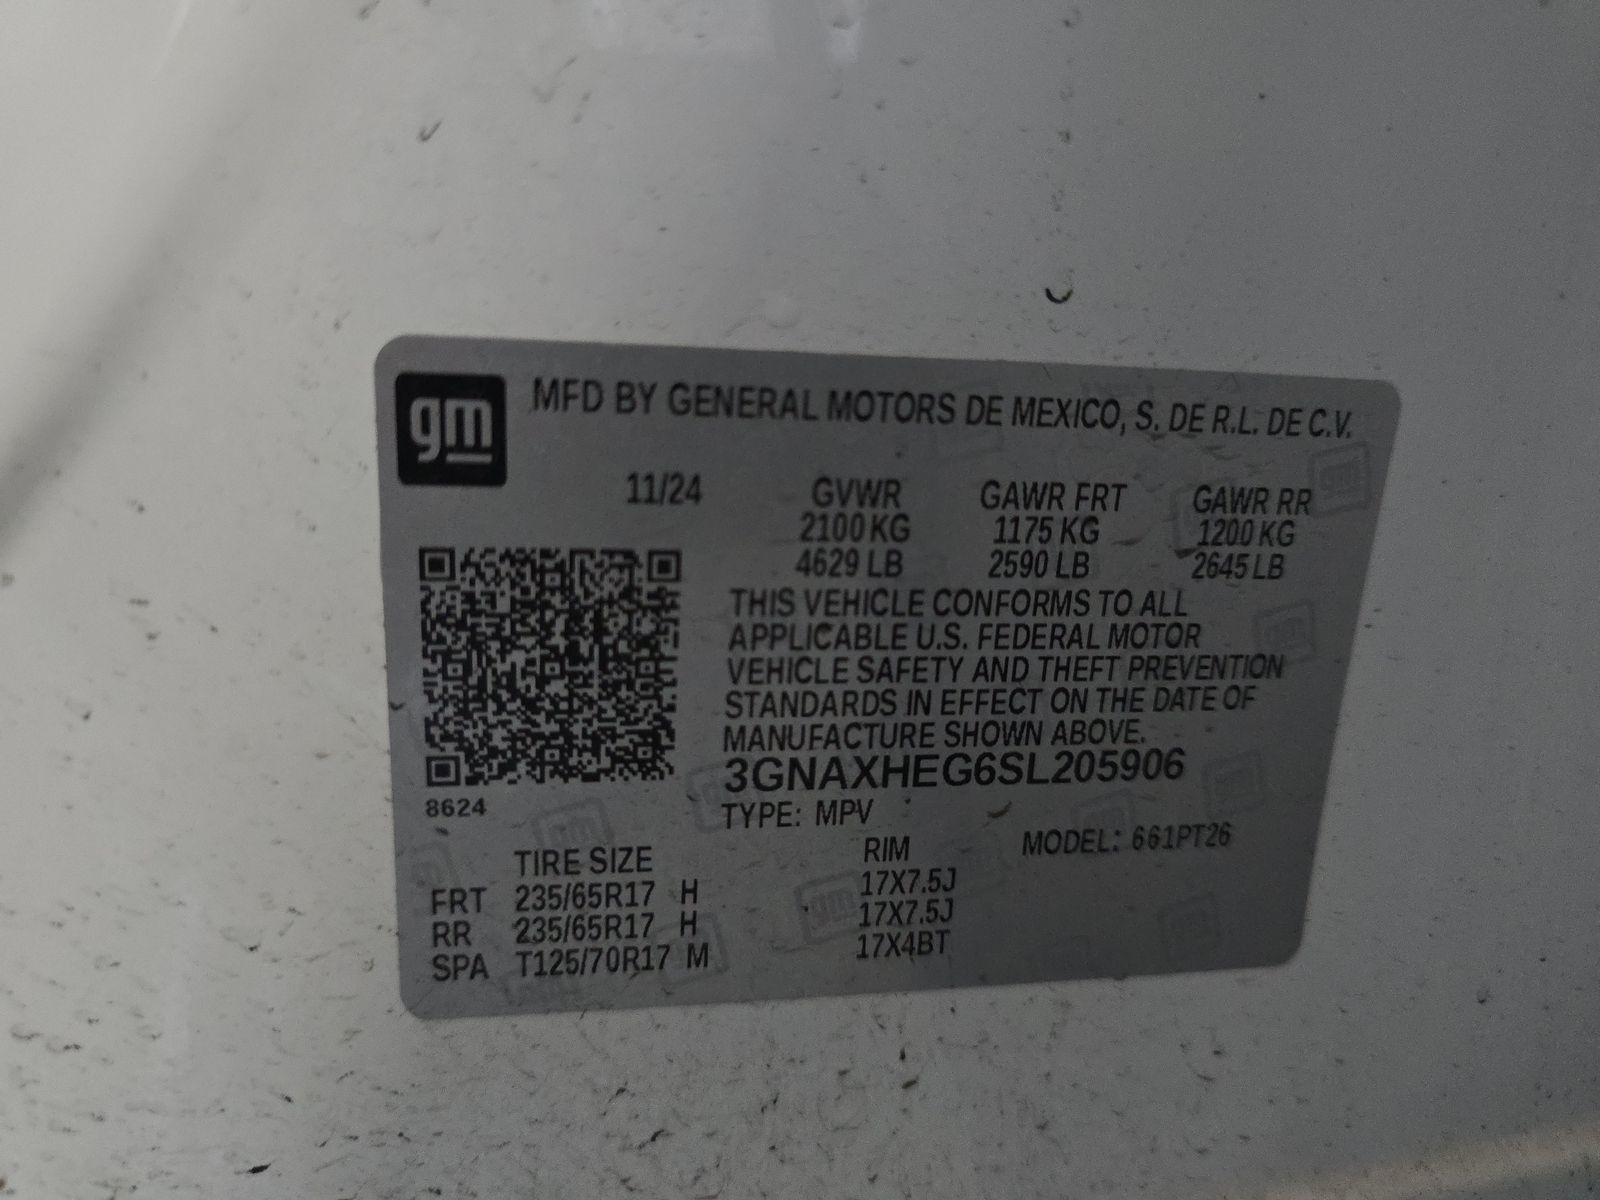 gm
MFD BY GENERAL MOTORS DE MEXICO, S. DE R.L. DE C.V.
11/24 GVWR GAWR FRT GAWR RR
2100 KG 1175 KG 1200 KG
4629 LB 2590 LB 2645 LB
THIS VEHICLE CONFORMS TO ALL
APPLICABLE U.S. FEDERAL MOTOR
VEHICLE SAFETY AND THEFT PREVENTION
STANDARDS IN EFFECT ON THE DATE OF
MANUFACTURE SHOWN ABOVE.
3GNAXHEG6SL205906
8624
TYPE: MPV
MODEL: 661PT26
TIRE SIZE RIM
FRT 235/65R17 H 17X7.5J
RR 235/65R17 H 17X7.5J
SPA T125/70R17 M 17X4BT